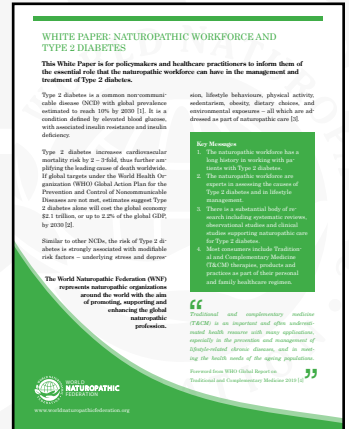 WHITE PAPER: NATUROPATHIC WORKFORCE AND
TYPE 2 DIABETES
This White Paper is for policymakers and healthcare practitioners to inform them of
the essential role that the naturopathic workforce can have in the management and
treatment of Type 2 diabetes.
Type 2 diabetes is a common non-communi-
cable disease (NCD) with global prevalence
estimated to reach 10% by 2030 [1]. It is a
condition defined by elevated blood glucose,
with associated insulin resistance and insulin
deficiency.
Type 2 diabetes increases cardiovascular
mortality risk by 2 – 3-fold, thus further am-
plifying the leading cause of death worldwide.
If global targets under the World Health Or-
ganization (WHO) Global Action Plan for the
Prevention and Control of Noncommunicable
Diseases are not met, estimates suggest Type
2 diabetes alone will cost the global economy
$2.1 trillion, or up to 2.2% of the global GDP,
by 2030 [2].
Similar to other NCDs, the risk of Type 2 di-
abetes is strongly associated with modifiable
risk factors – underlying stress and depres-
The World Naturopathic Federation (WNF)
represents naturopathic organizations
around the world with the aim
of promoting, supporting and
enhancing the global
naturopathic
profession.
sion, lifestyle behaviours, physical activity,
sedentarism, obesity, dietary choices, and
environmental exposures – all which are ad-
dressed as part of naturopathic care [3].
Key Messages
1. The naturopathic workforce has a
long history in working with pa-
tients with Type 2 diabetes.
2. The naturopathic workforce are
experts in assessing the causes of
Type 2 diabetes and in lifestyle
management.
3. There is a substantial body of re-
search including systematic reviews,
observational studies and clinical
studies supporting naturopathic care
for Type 2 diabetes.
4. Most consumers include Tradition-
al and Complementary Medicine
(T&CM) therapies, products and
practices as part of their personal
and family healthcare regimen.
“
Traditional and complementary medicine
(T&CM) is an important and often underesti-
mated health resource with many applications,
especially in the prevention and management of
lifestyle-related chronic diseases, and in meet-
ing the health needs of the ageing populations.
Foreword from WHO Global Report on
Traditional and Complementary Medicine 2019 [4]
”
WORLD
NATUROPATHIC
FEDERATION
www.worldnaturopathicfederation.org